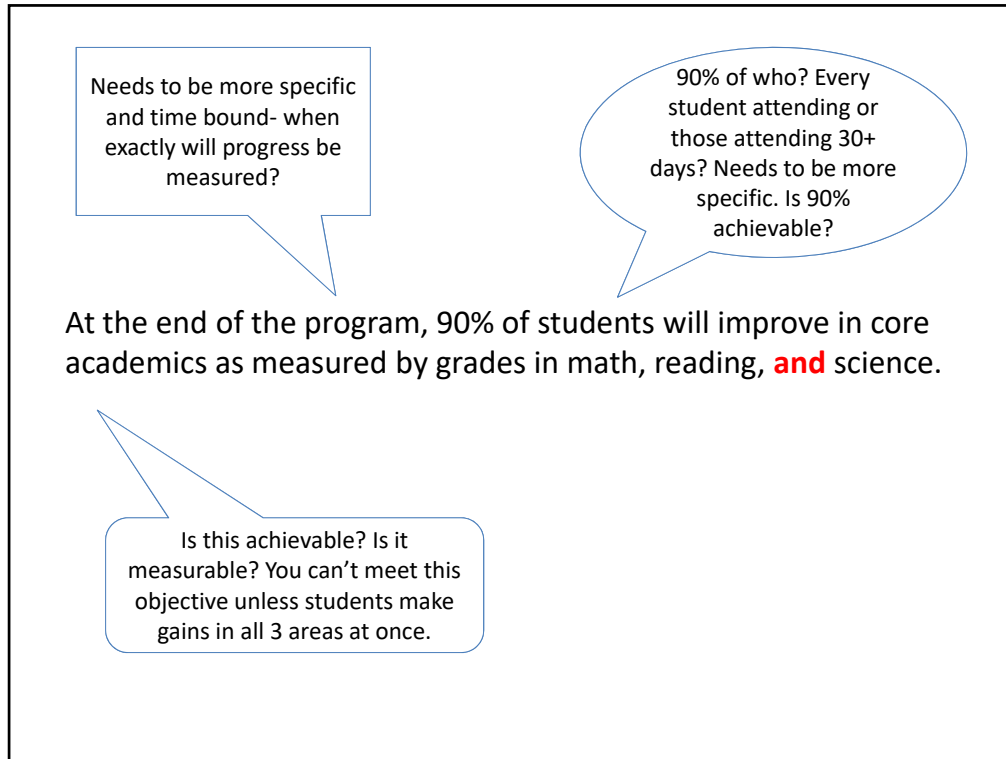 Needs to be more specific
and time bound- when
exactly will progress be
measured?
90% of who? Every
student attending or
those attending 30+
days? Needs to be more
specific. Is 90%
achievable?
At the end of the program, 90% of students will improve in core
academics as measured by grades in math, reading, and science.
Is this achievable? Is it
measurable? You can’t meet this
objective unless students make
gains in all 3 areas at once.